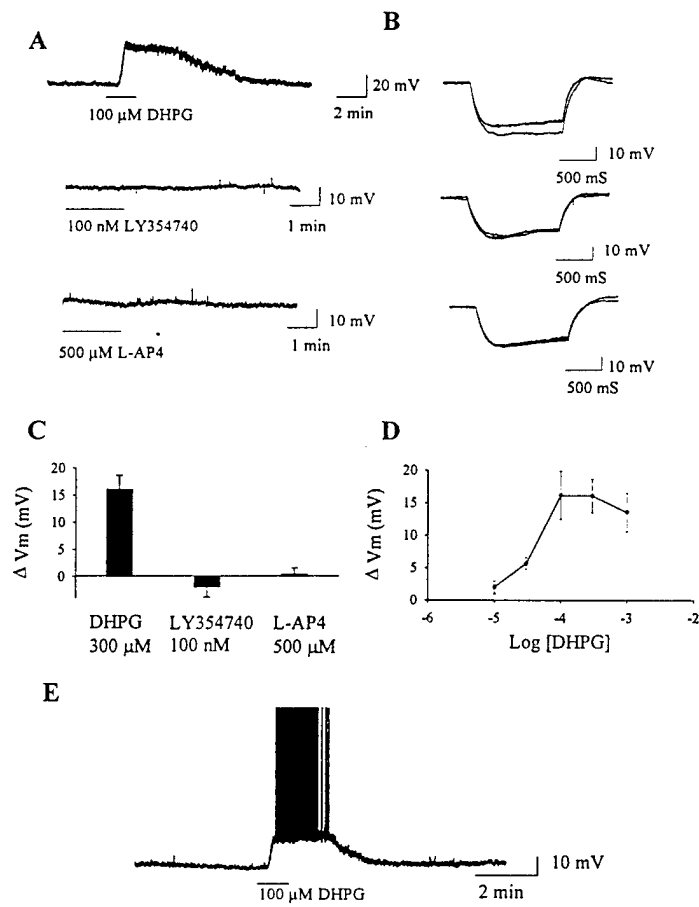 A
20 mV
100 µM DHPG
2 min
10 mV
100 nM LY354740
1 min
10 mV
500 µM L-AP4
1 min
B
10 mV
500 mS
10 mV
500 mS
10 mV
500 mS
C
Δ Vm (mV)
20
15
10
5
0
DHPG LY354740 L-AP4
300 µM 100 nM 500 µM
D
Δ Vm (mV)
20
15
10
5
0
-6 -5 -4 -3 -2
Log [DHPG]
E
10 mV
100 µM DHPG
2 min